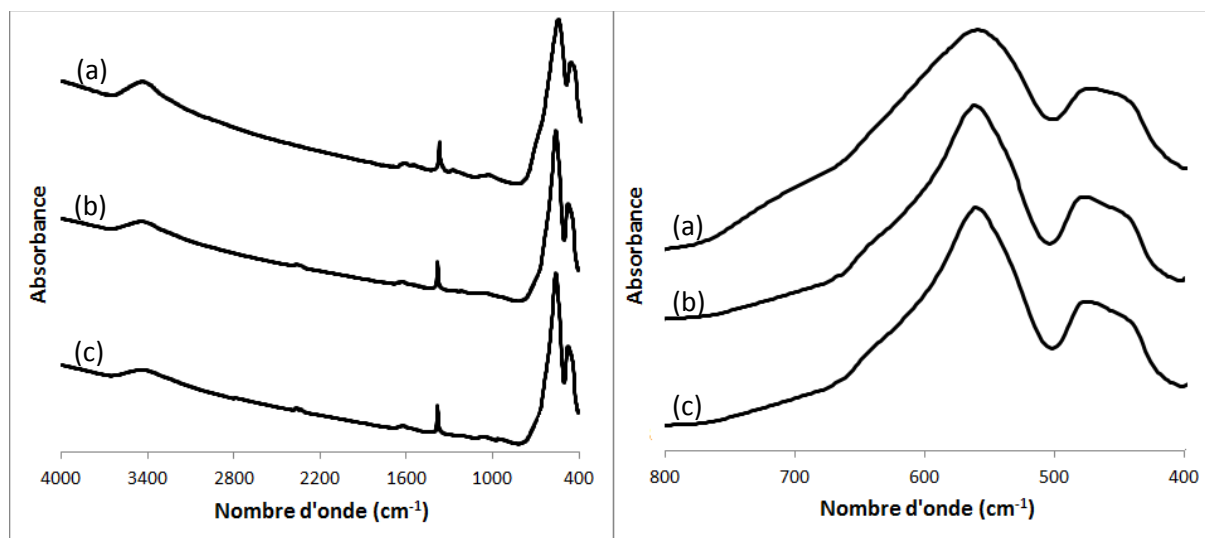 Absorbance
(a)
(b)
(c)
4000 3400 2800 2200 1600 1000 400
Nombre d'onde (cm⁻¹)
Absorbance
(a)
(b)
(c)
800 700 600 500 400
Nombre d'onde (cm⁻¹)